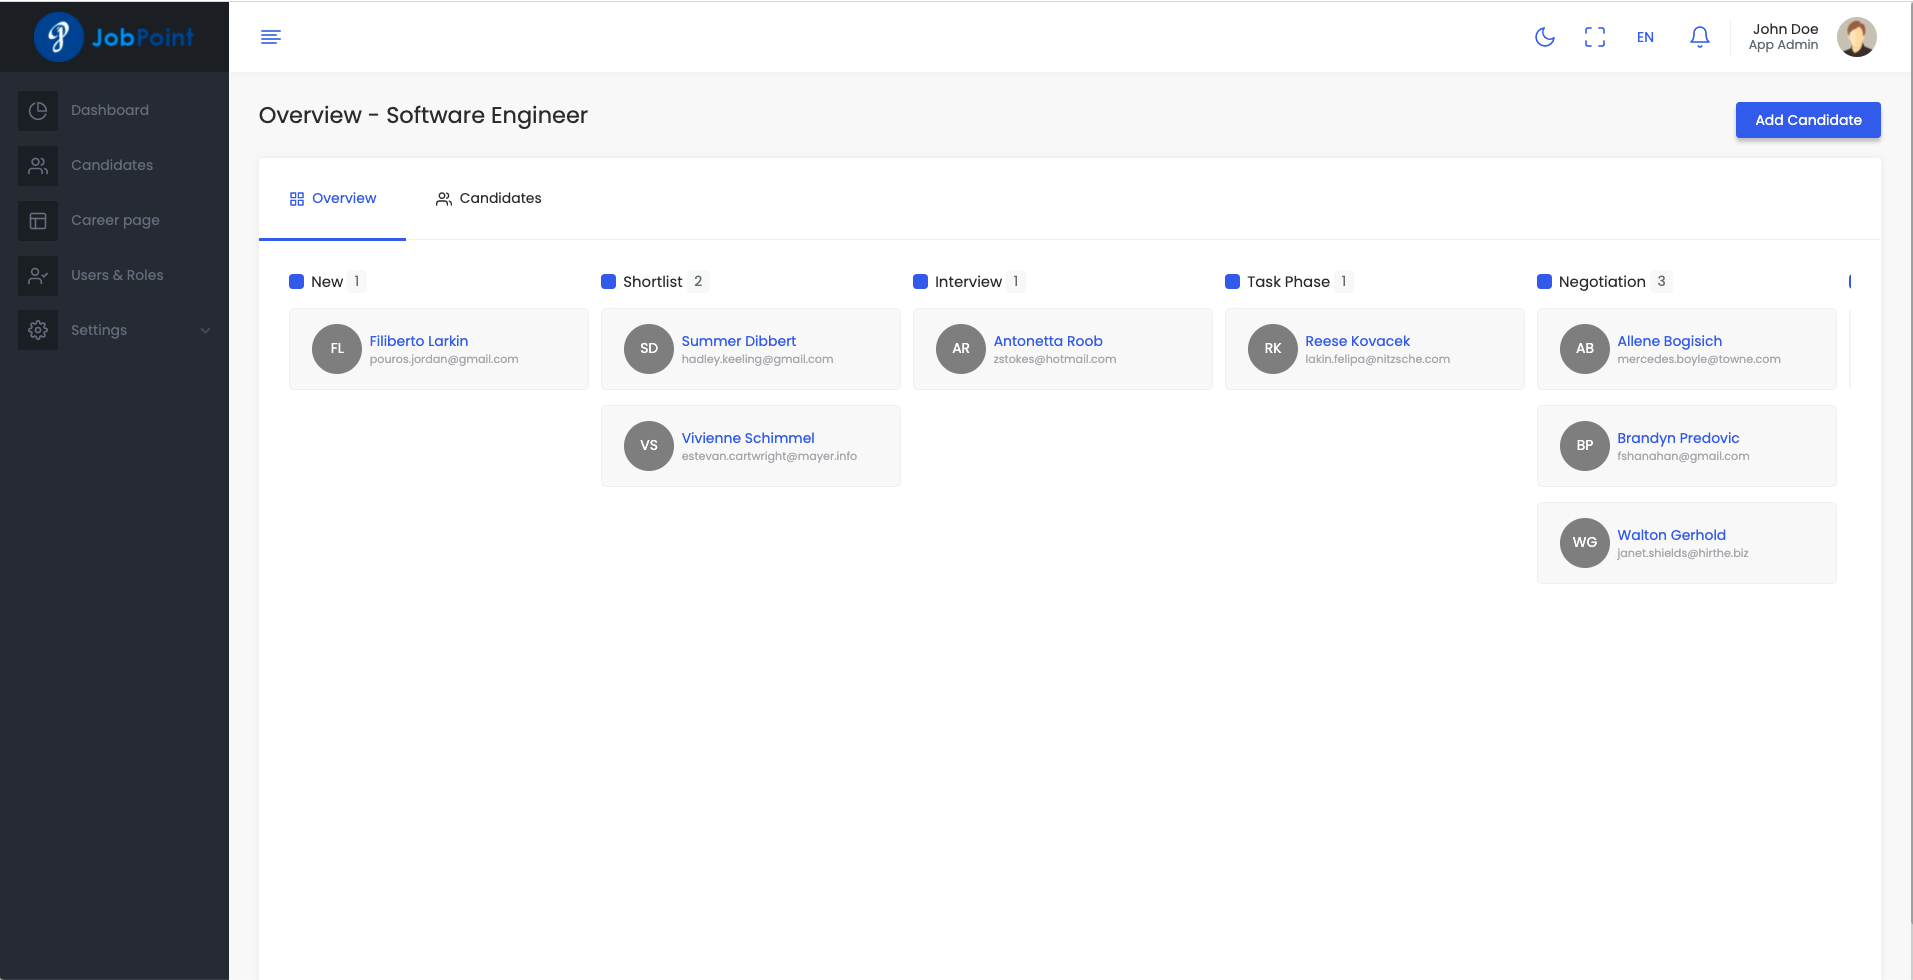 JobPoint
EN
John Doe
App Admin
Dashboard
Candidates
Career page
Users & Roles
Settings
Overview - Software Engineer
Add Candidate
Overview
Candidates
New 1
FL
Filiberto Larkin
pouros.jordan@gmail.com
Shortlist 2
SD
Summer Dibbert
hadley.keeling@gmail.com
VS
Vivienne Schimmel
estevan.cartwright@mayer.info
Interview 1
AR
Antonetta Roob
zstokes@hotmail.com
Task Phase 1
RK
Reese Kovacek
lakin.felipa@nitzsche.com
Negotiation 3
AB
Allene Bogisich
mercedes.boyle@towne.com
BP
Brandyn Predovic
fshanahan@gmail.com
WG
Walton Gerhold
janet.shields@hirthe.biz